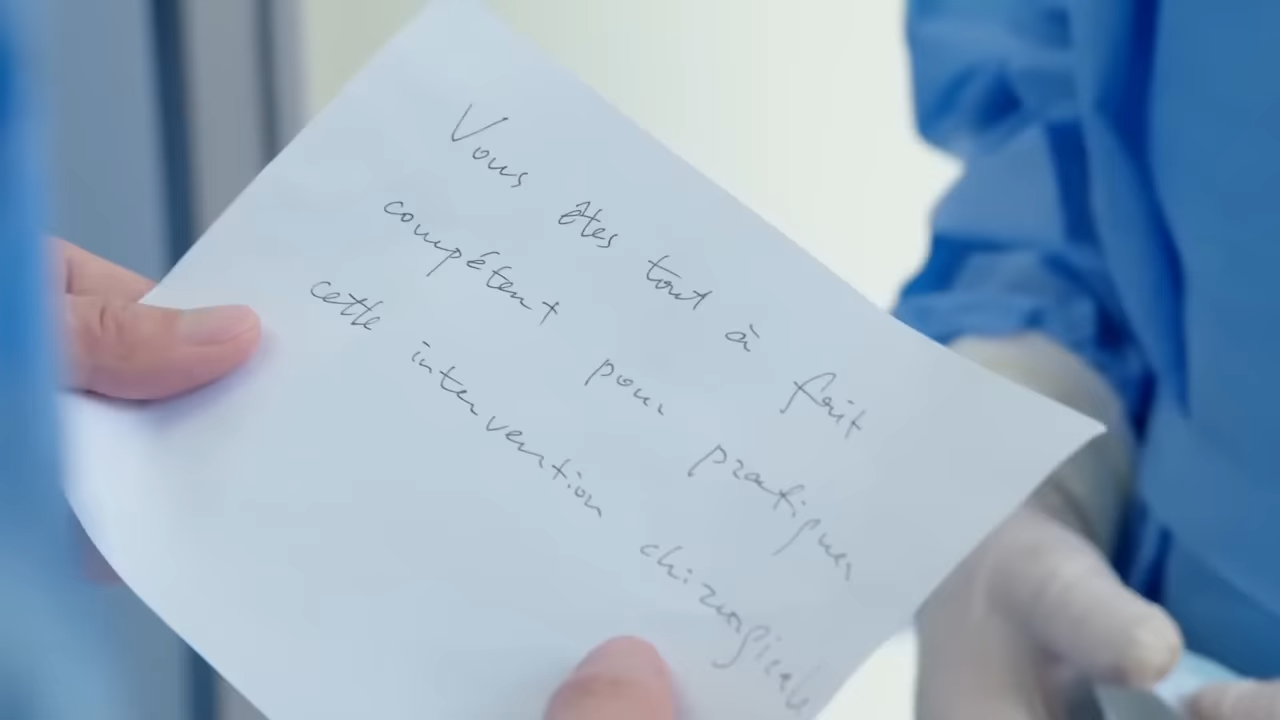 Vous êtes tout à fait
compétent pour pratiquer
cette intervention chirurgicale